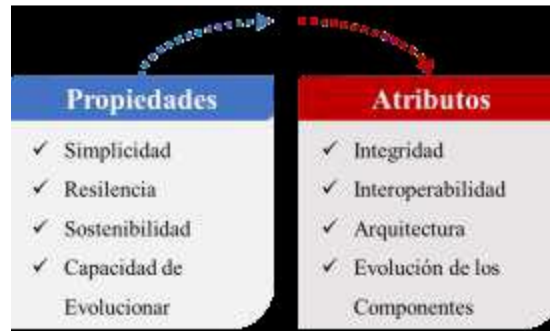 Propiedades
✓ Simplicidad
✓ Resilencia
✓ Sostenibilidad
✓ Capacidad de
Evolucionar
Atributos
✓ Integridad
✓ Interoperabilidad
✓ Arquitectura
✓ Evolución de los
Componentes